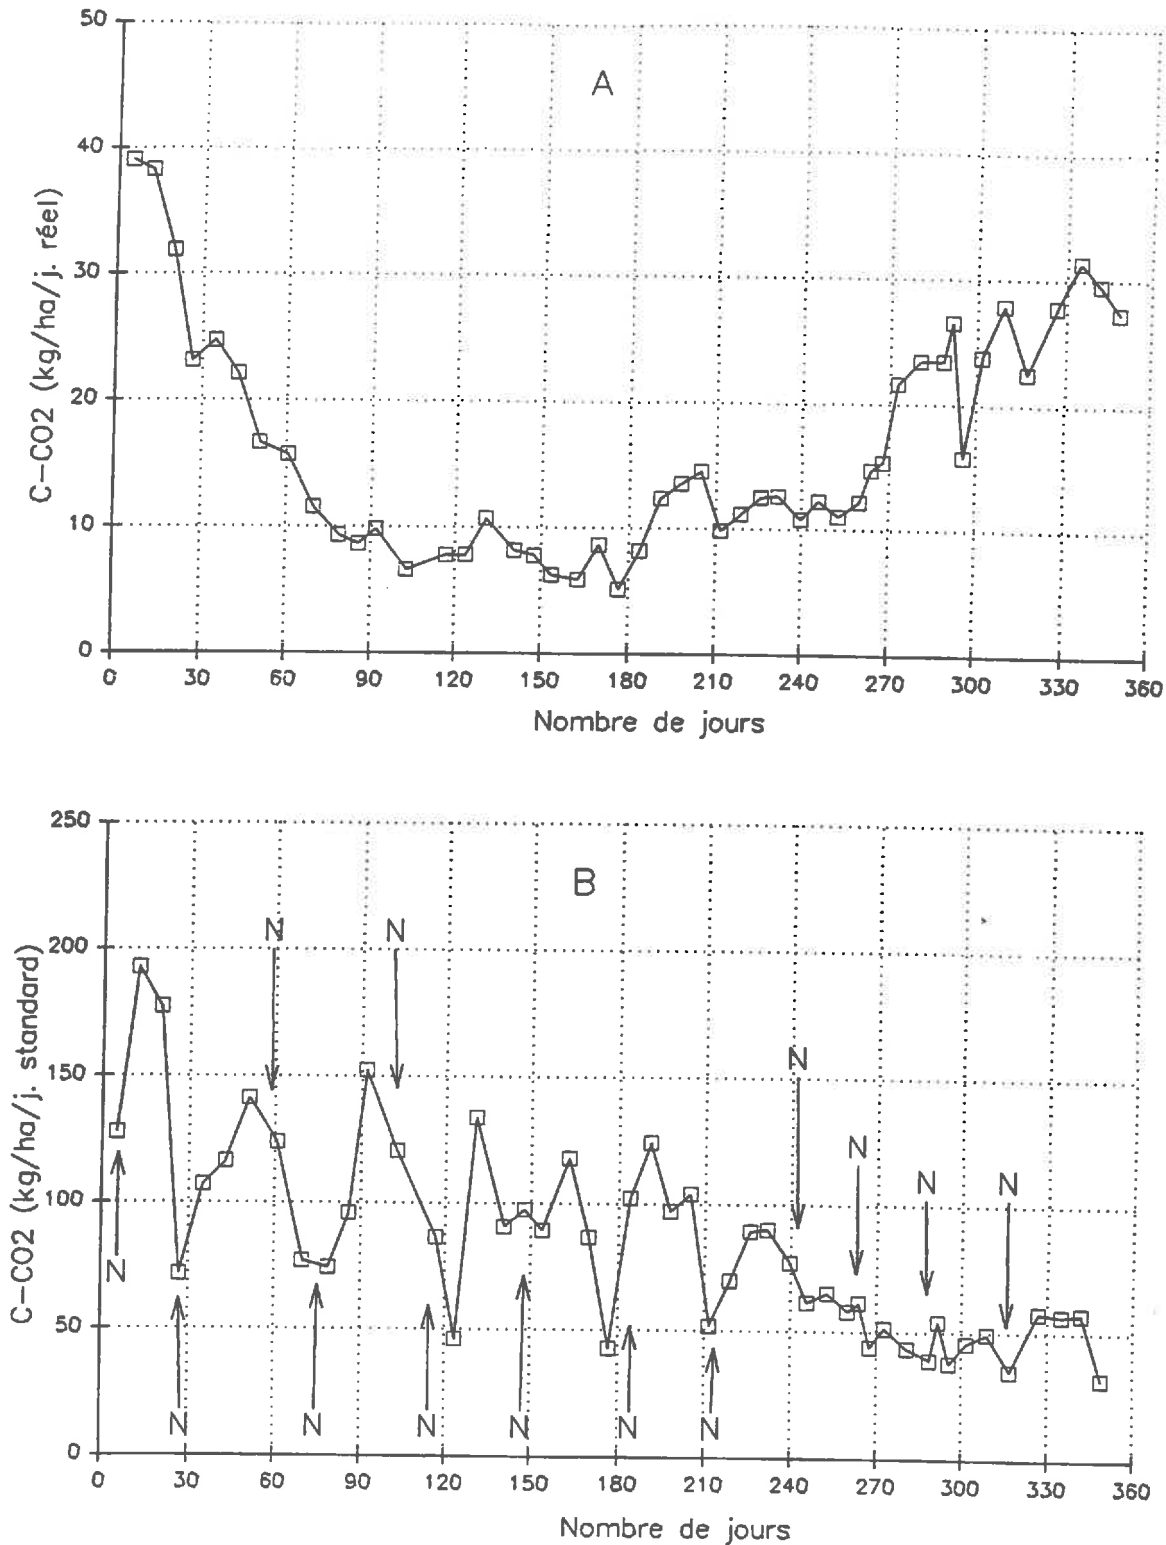 50
A
40
30
20
10
0
C-CO2 (kg/ha/j. réel)
0 30 60 90 120 150 180 210 240 270 300 330 360
Nombre de jours
250
B
200
150
100
50
0
C-CO2 (kg/ha/j. standard)
N N
N
N
N N
N
N N N N N N
0 30 60 90 120 150 180 210 240 270 300 330 360
Nombre de jours